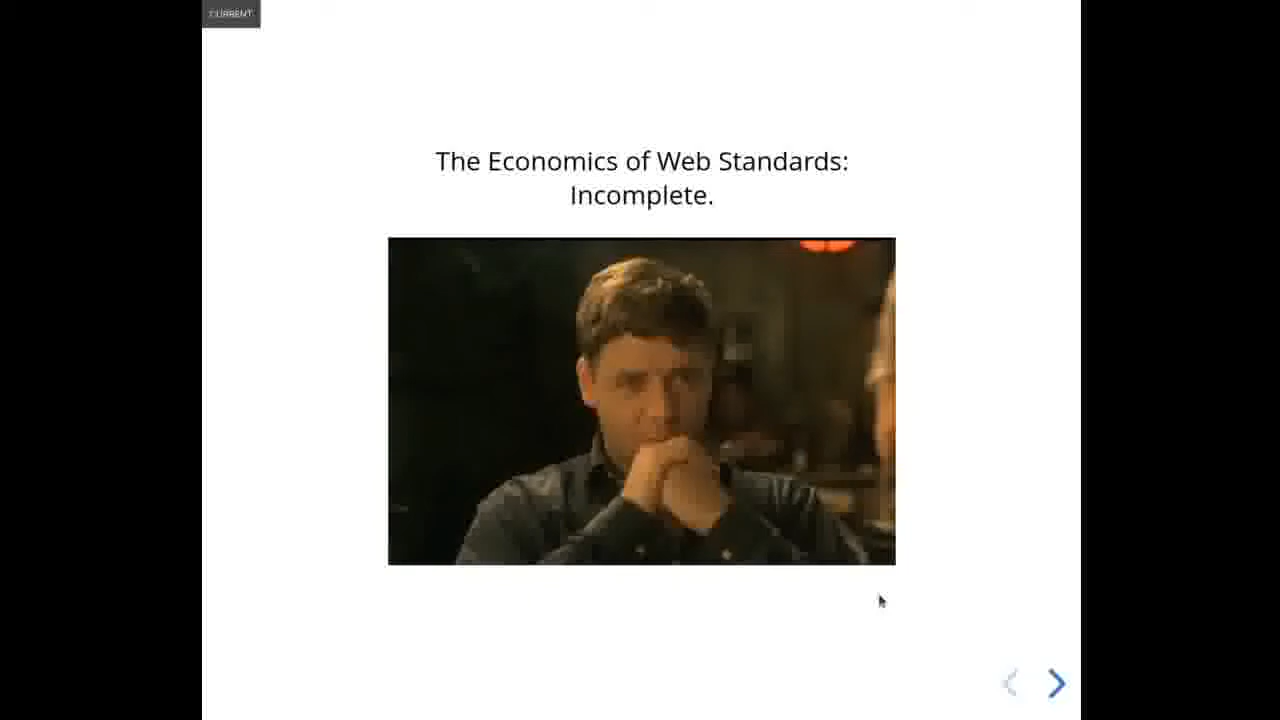 CURRENT
The Economics of Web Standards:
Incomplete.